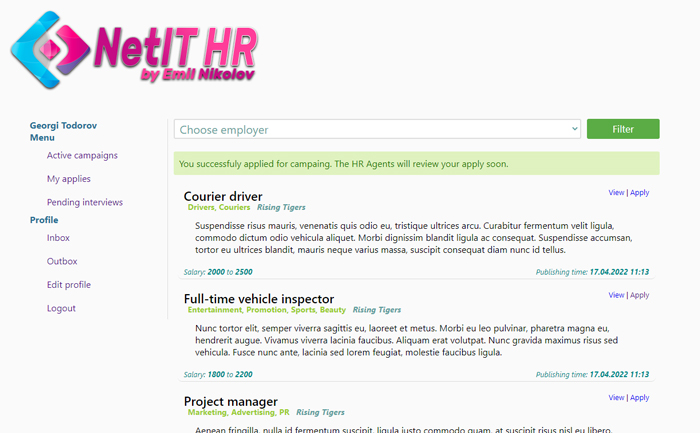 NetIT HR
by Emil Nikolov
Georgi Todorov
Menu
Active campaigns
My applies
Pending interviews
Profile
Inbox
Outbox
Edit profile
Logout
Choose employer
Filter
You successfuly applied for campaing. The HR Agents will review your apply soon.
Courier driver
View | Apply
Drivers, Couriers Rising Tigers
Suspendisse risus mauris, venenatis quis odio eu, tristique ultrices arcu. Curabitur fermentum velit ligula,
commodo dictum odio vehicula aliquet. Morbi dignissim blandit ligula ac consequat. Suspendisse accumsan,
tortor eu ultrices blandit, mauris neque varius massa, suscipit consequat diam nunc id tellus.
Salary: 2000 to 2500
Publishing time: 17.04.2022 11:13
Full-time vehicle inspector
View | Apply
Entertainment, Promotion, Sports, Beauty Rising Tigers
Nunc tortor elit, semper viverra sagittis eu, laoreet et metus. Morbi eu leo pulvinar, pharetra magna eu,
hendrerit augue. Vivamus viverra lacinia faucibus. Aliquam erat volutpat. Nunc gravida maximus risus sed
vehicula. Fusce nunc ante, lacinia sed lorem feugiat, molestie faucibus ligula.
Salary: 1800 to 2200
Publishing time: 17.04.2022 11:13
Project manager
View | Apply
Marketing, Advertising, PR Rising Tigers
Aenean fringilla, nulla id fermentum suscipit, ligula justo commodo quam, at suscipit risus nisl eu libero.